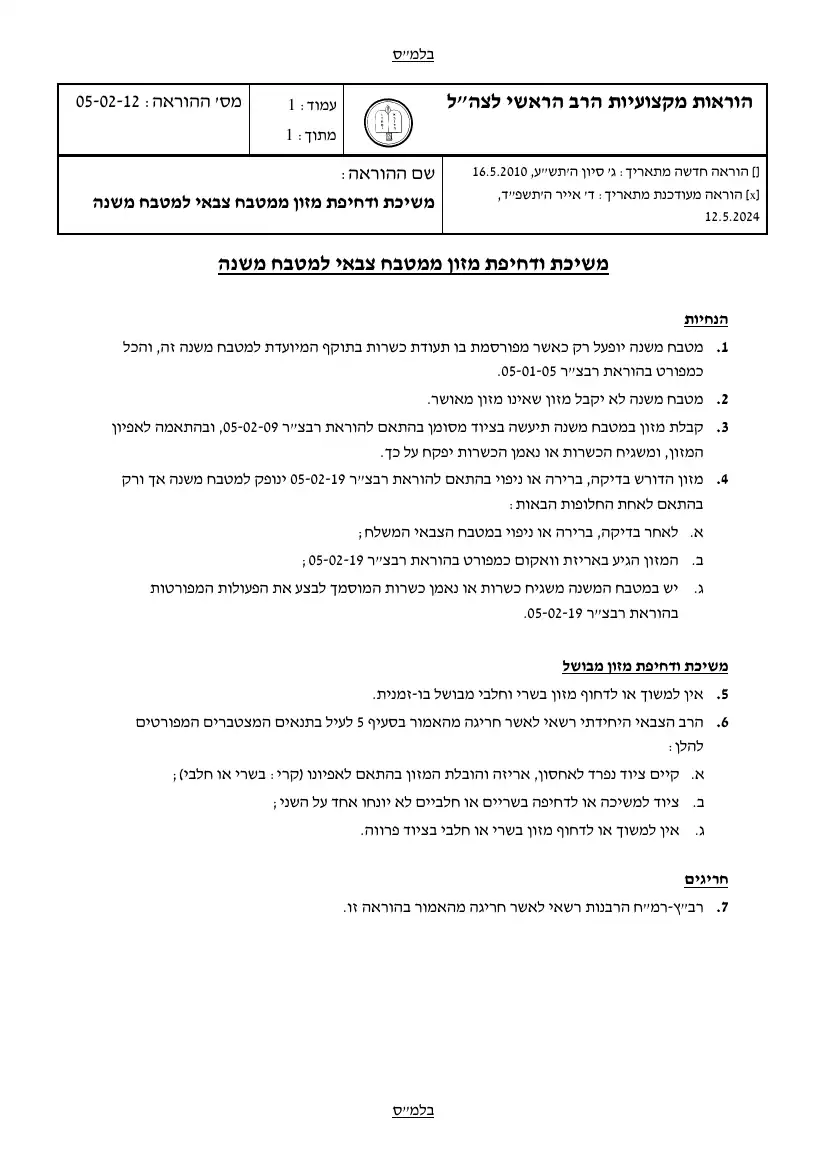 בלמ״ס
הוראות מקצועיות הרב הראשי לצה״ל
עמוד: 1
מתוך: 1
מס׳ ההוראה: 05-02-12
[] הוראה חדשה מתאריך: ג׳ סיון ה׳תש״ע, 16.5.2010
[x] הוראה מעודכנת מתאריך: ד׳ אייר ה׳תשפ״ד,
12.5.2024
שם ההוראה:
משיכת ודחיפת מזון ממטבח צבאי למטבח משנה
משיכת ודחיפת מזון ממטבח צבאי למטבח משנה
הנחיות
1. מטבח משנה יופעל רק כאשר מפורסמת בו תעודת כשרות בתוקף המיועדת למטבח משנה זה, והכל
כמפורט בהוראת רבצ״ר 05-01-05.
2. מטבח משנה לא יקבל מזון שאינו מזון מאושר.
3. קבלת מזון במטבח משנה תיעשה בציוד מסומן בהתאם להוראת רבצ״ר 05-02-09, ובהתאמה לאפיון
המזון, ומשגיח הכשרות או נאמן הכשרות יפקח על כך.
4. מזון הדורש בדיקה, ברירה או ניפוי בהתאם להוראת רבצ״ר 05-02-19 ינופק למטבח משנה אך ורק
בהתאם לאחת החלופות הבאות:
א. לאחר בדיקה, ברירה או ניפוי במטבח הצבאי המשלח;
ב. המזון הגיע באריזת וואקום כמפורט בהוראת רבצ״ר 05-02-19;
ג. יש במטבח המשנה משגיח כשרות או נאמן כשרות המוסמך לבצע את הפעולות המפורטות
בהוראת רבצ״ר 05-02-19.
משיכת ודחיפת מזון מבושל
5. אין למשוך או לדחוף מזון בשרי וחלבי מבושל בו-זמנית.
6. הרב הצבאי היחידתי רשאי לאשר חריגה מהאמור בסעיף 5 לעיל בתנאים המצטברים המפורטים
להלן:
א. קיים ציוד נפרד לאחסון, אריזה והובלת המזון בהתאם לאפיונו (קרי: בשרי או חלבי);
ב. ציוד למשיכה או לדחיפה בשריים או חלביים לא יונחו אחד על השני;
ג. אין למשוך או לדחוף מזון בשרי או חלבי בציוד פרווה.
חריגים
7. רב״ץ-רמ״ח הרבנות רשאי לאשר חריגה מהאמור בהוראה זו.
בלמ״ס